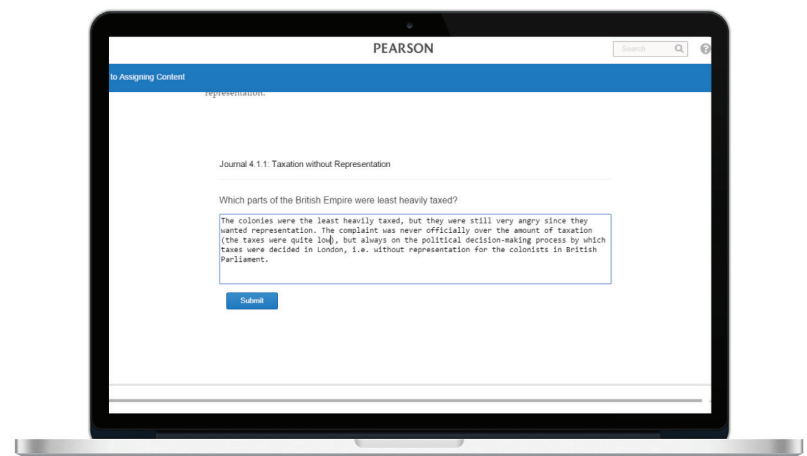 PEARSON
Search
?
to Assigning Content
representation.
Journal 4.1.1: Taxation without Representation
Which parts of the British Empire were least heavily taxed?
The colonies were the least heavily taxed, but they were still very angry since they
wanted representation. The complaint was never officially over the amount of taxation
(the taxes were quite low), but always on the political decision-making process by which
taxes were decided in London, i.e. without representation for the colonists in British
Parliament.
Submit